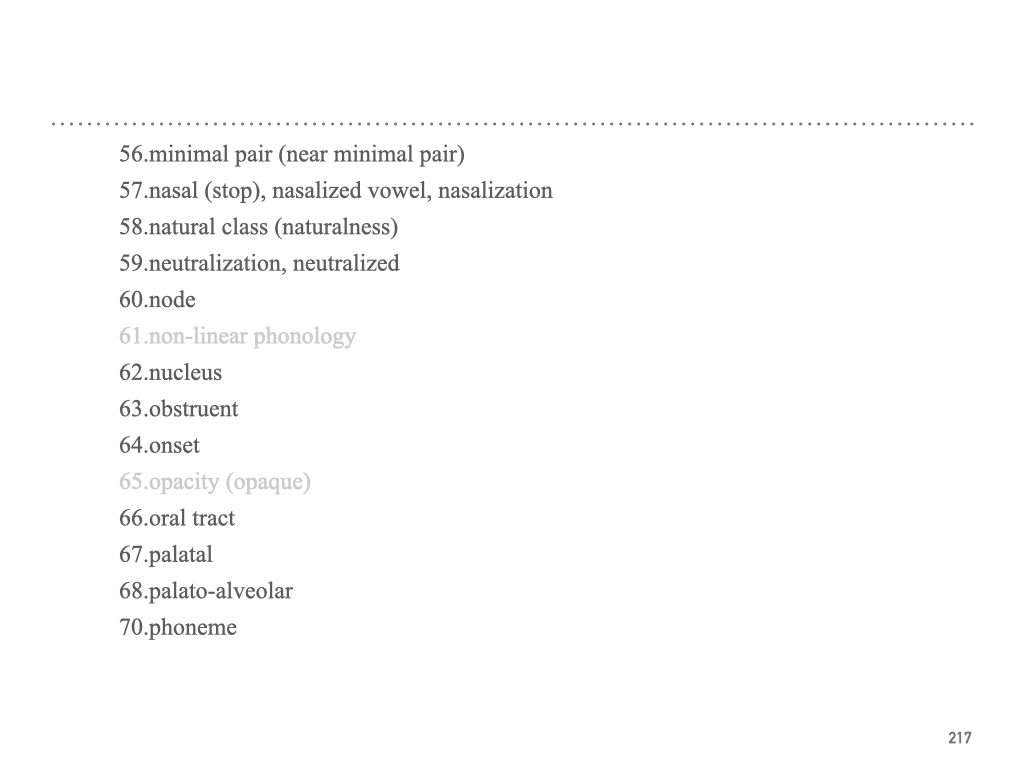 56.minimal pair (near minimal pair)
57.nasal (stop), nasalized vowel, nasalization
58.natural class (naturalness)
59.neutralization, neutralized
60.node
61.non-linear phonology
62.nucleus
63.obstruent
64.onset
65.opacity (opaque)
66.oral tract
67.palatal
68.palato-alveolar
70.phoneme
217